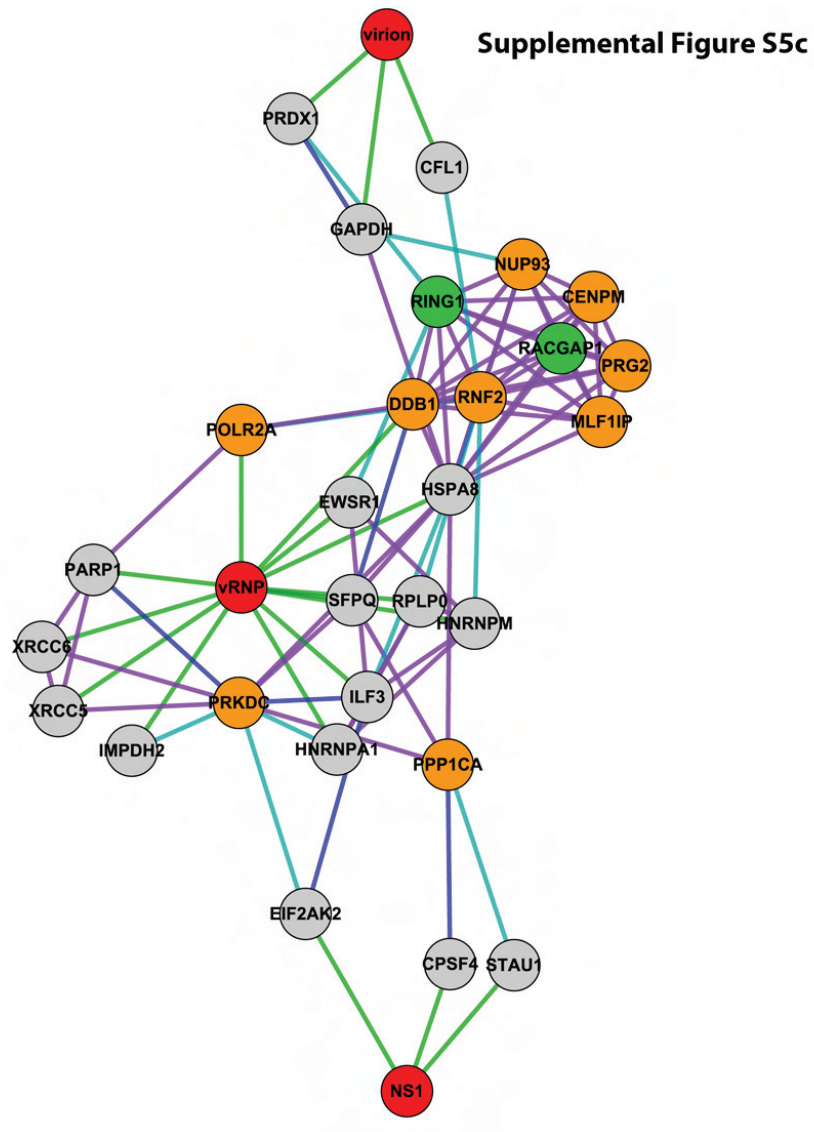 virion
Supplemental Figure S5c
PRDX1
CFL1
GAPDH
NUP93
CENPM
RING1
RACGAP1
PRG2
DDB1
RNF2
MLF1IP
POLR2A
HSPA8
EWSR1
PARP1
vRNP
SFPQ
RPLP0
HNRNPM
XRCC6
XRCC5
PRKDC
ILF3
IMPDH2
HNRNPA1
PPP1CA
EIF2AK2
CPSF4
STAU1
NS1